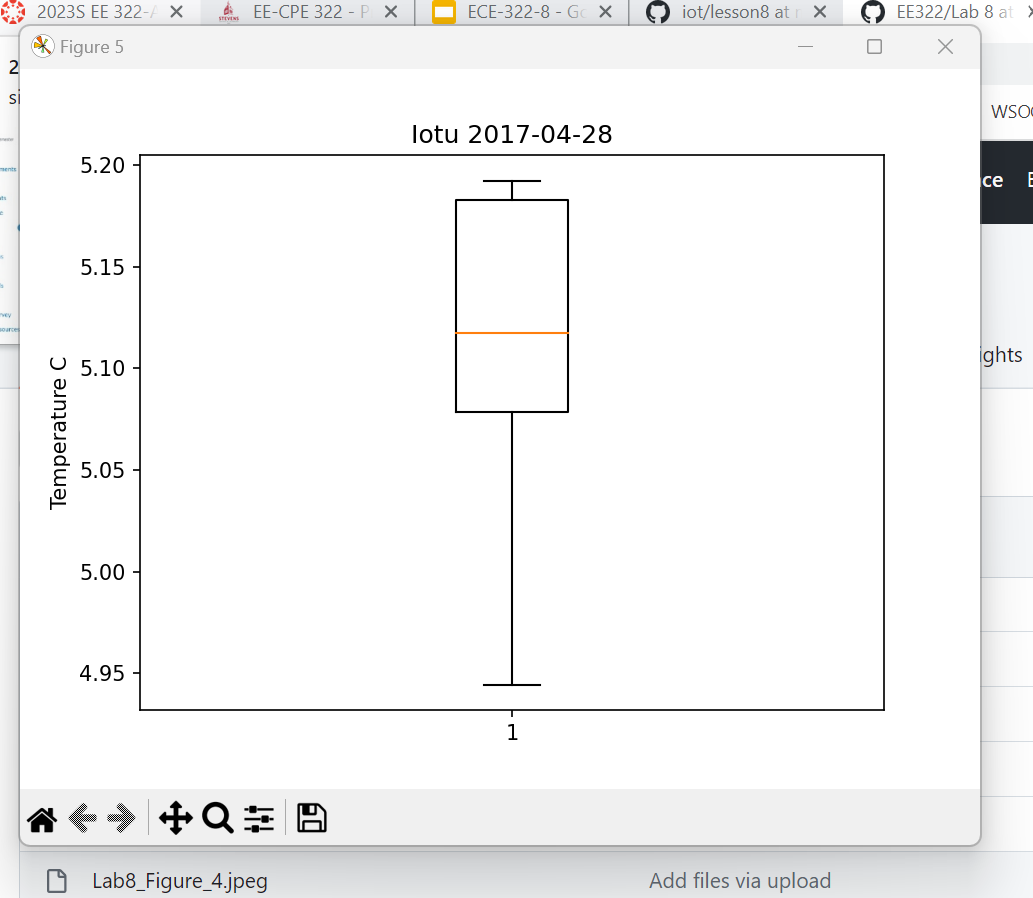 2023S EE 322-A
EE-CPE 322 - P
ECE-322-8 - Go
iot/lesson8 at
EE322/Lab 8 at
STEVENS
Figure 5
WSO
ce
ights
Iotu 2017-04-28
Temperature C
5.20
5.15
5.10
5.05
5.00
4.95
1
Lab8_Figure_4.jpeg
Add files via upload